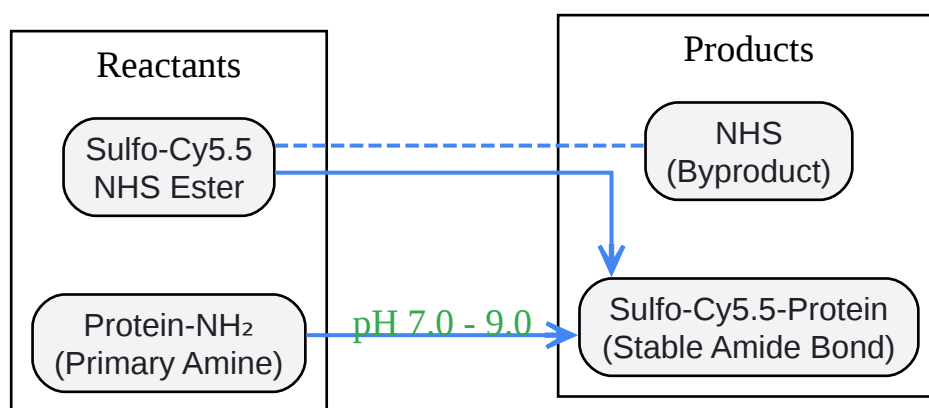 Reactants
Sulfo-Cy5.5
NHS Ester
Protein-NH₂
(Primary Amine)
pH 7.0 - 9.0
Products
NHS
(Byproduct)
Sulfo-Cy5.5-Protein
(Stable Amide Bond)